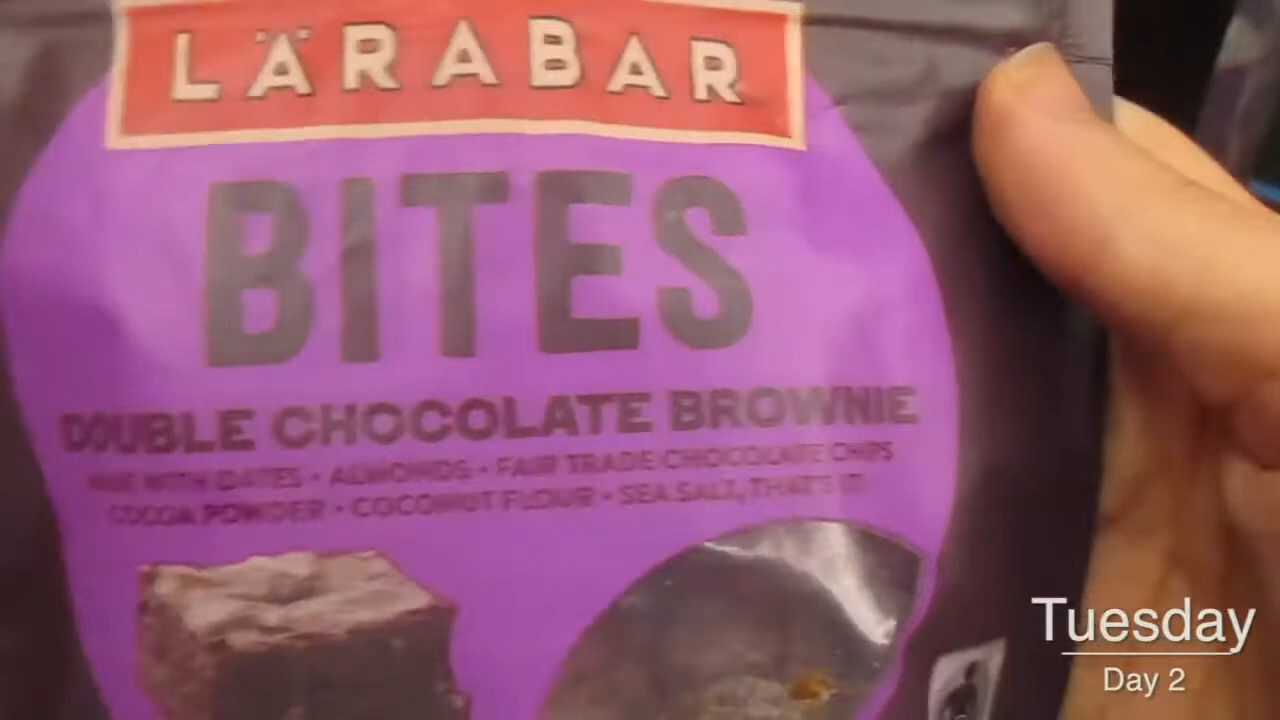 LÄRABAR
BITES
DOUBLE CHOCOLATE BROWNIE
WITH DATES • ALMONDS • FAIR TRADE CHOCOLATE CHIPS
COCOA POWDER • COCONUT FLOUR • SEA SALT, THAT'S IT!
Tuesday
Day 2